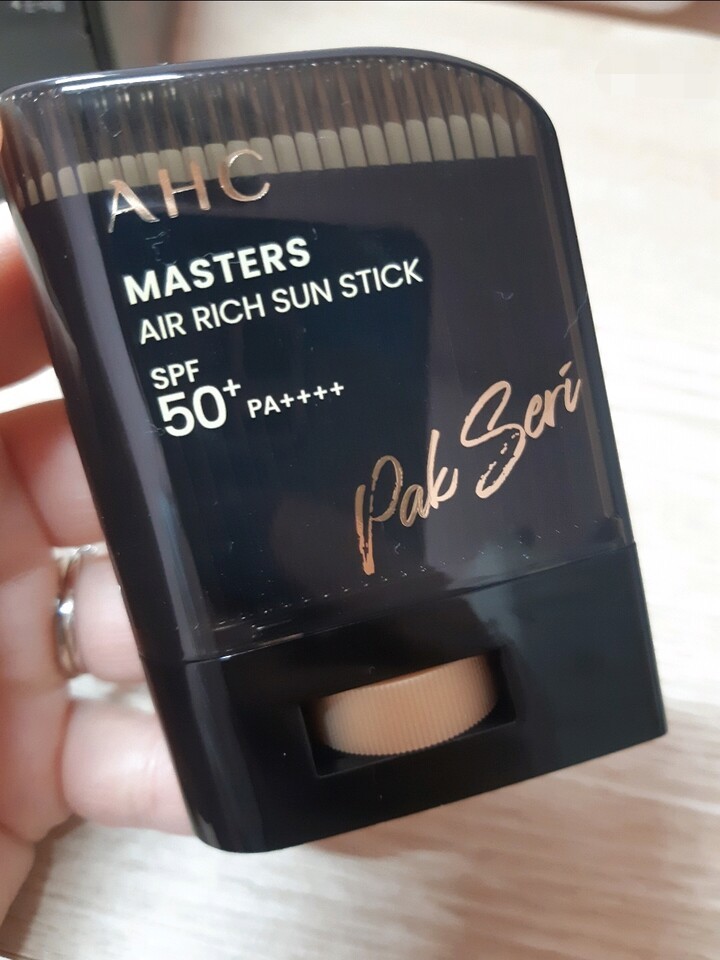 AHC
MASTERS
AIR RICH SUN STICK
SPF
50+ PA++++
Pak Seri